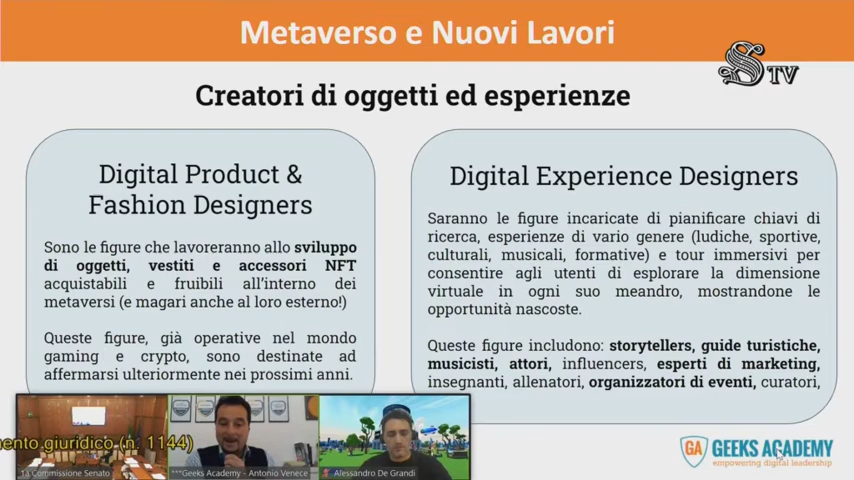 Metaverso e Nuovi Lavori
S TV
Creatori di oggetti ed esperienze
Digital Product &
Fashion Designers
Sono le figure che lavoreranno allo sviluppo
di oggetti, vestiti e accessori NFT
acquistabili e fruibili all'interno dei
metaversi (e magari anche al loro esterno!)
Queste figure, già operative nel mondo
gaming e crypto, sono destinate ad
affermarsi ulteriormente nei prossimi anni.
Digital Experience Designers
Saranno le figure incaricate di pianificare chiavi di
ricerca, esperienze di vario genere (ludiche, sportive,
culturali, musicali, formative) e tour immersivi per
consentire agli utenti di esplorare la dimensione
virtuale in ogni suo meandro, mostrandone le
opportunità nascoste.
Queste figure includono: storytellers, guide turistiche,
musicisti, attori, influencers, esperti di marketing,
insegnanti, allenatori, organizzatori di eventi, curatori,
mento giuridico (n. 1144)
1a Commissione Senato
***Geeks Academy - Antonio Venece
Alessandro De Grandi
GA GEEKS ACADEMY
empowering digital leadership